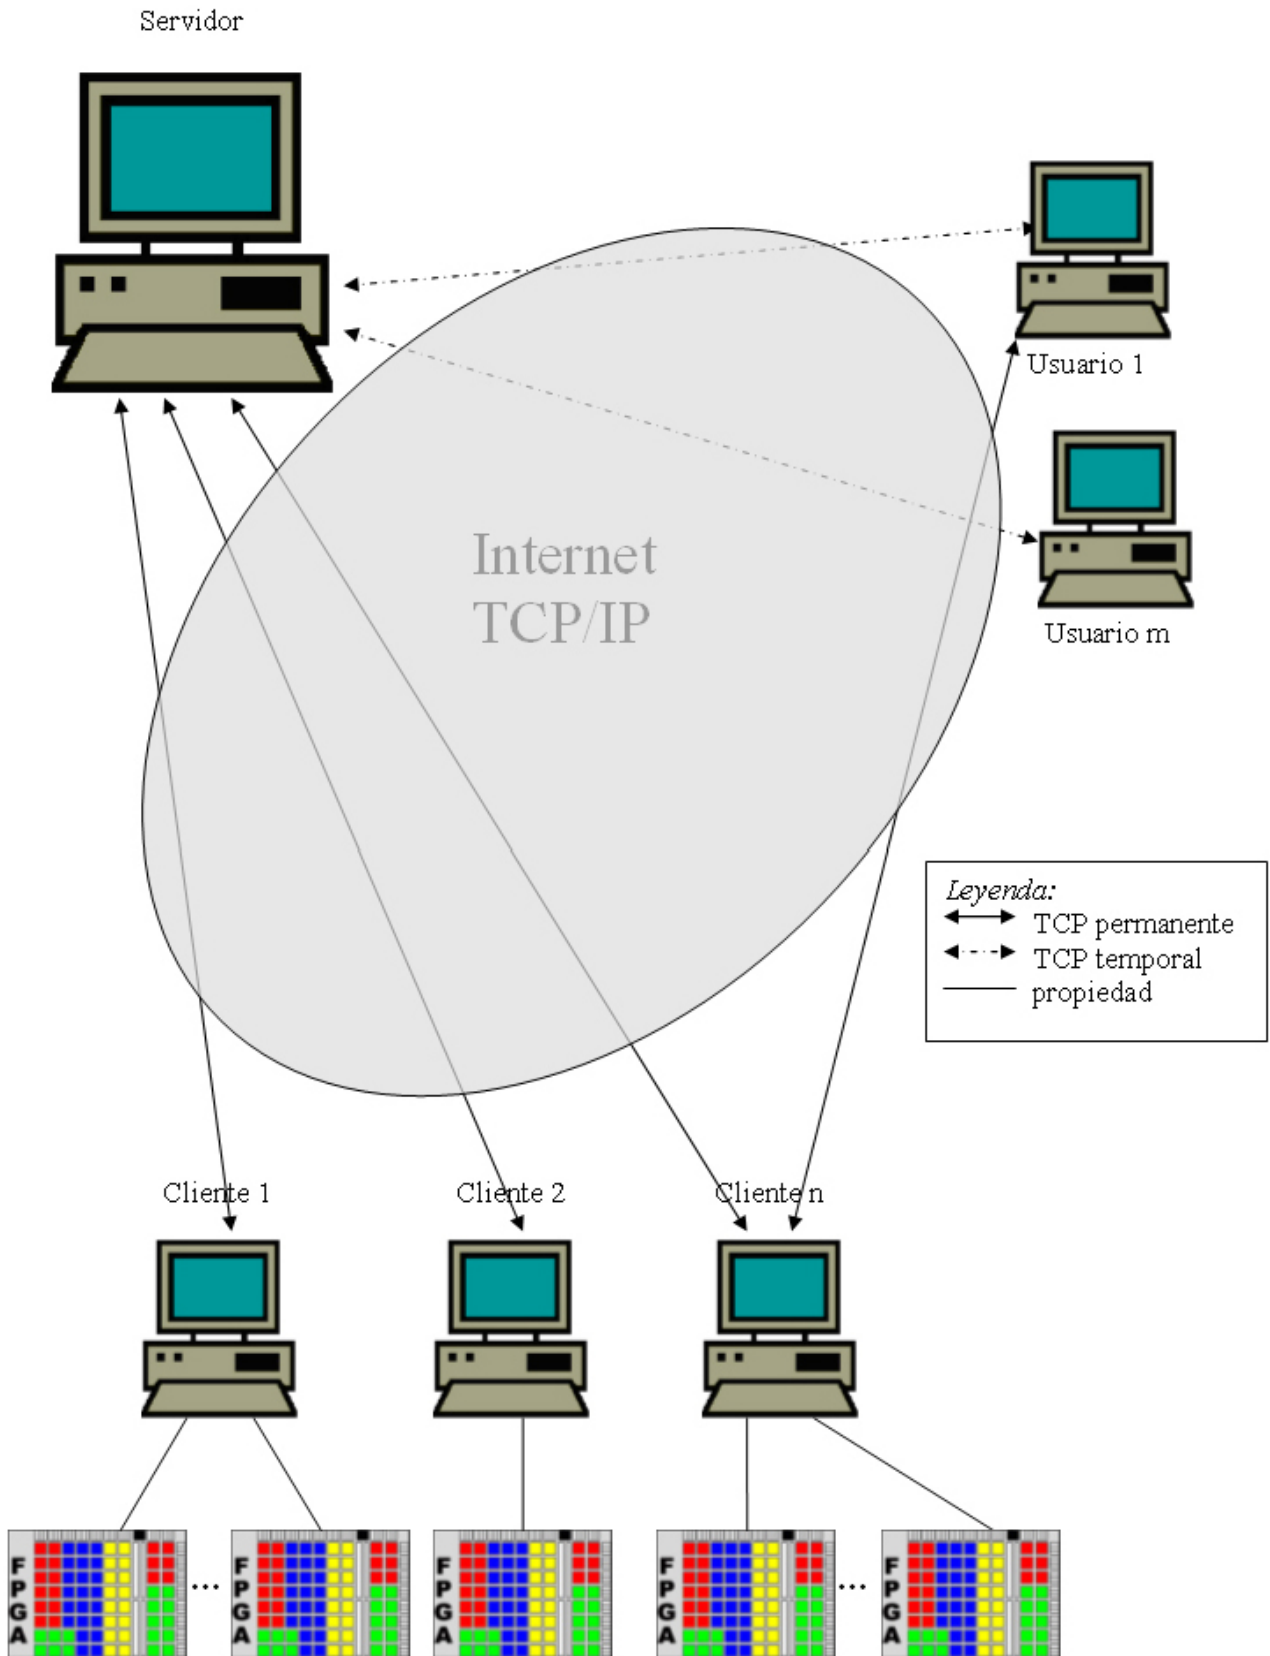 Servidor
Usuario 1
Internet
TCP/IP
Usuario m
Leyenda:
TCP permanente
TCP temporal
propiedad
Cliente 1
Cliente 2
Cliente n
FPGA
...
FPGA
FPGA
FPGA
...
FPGA